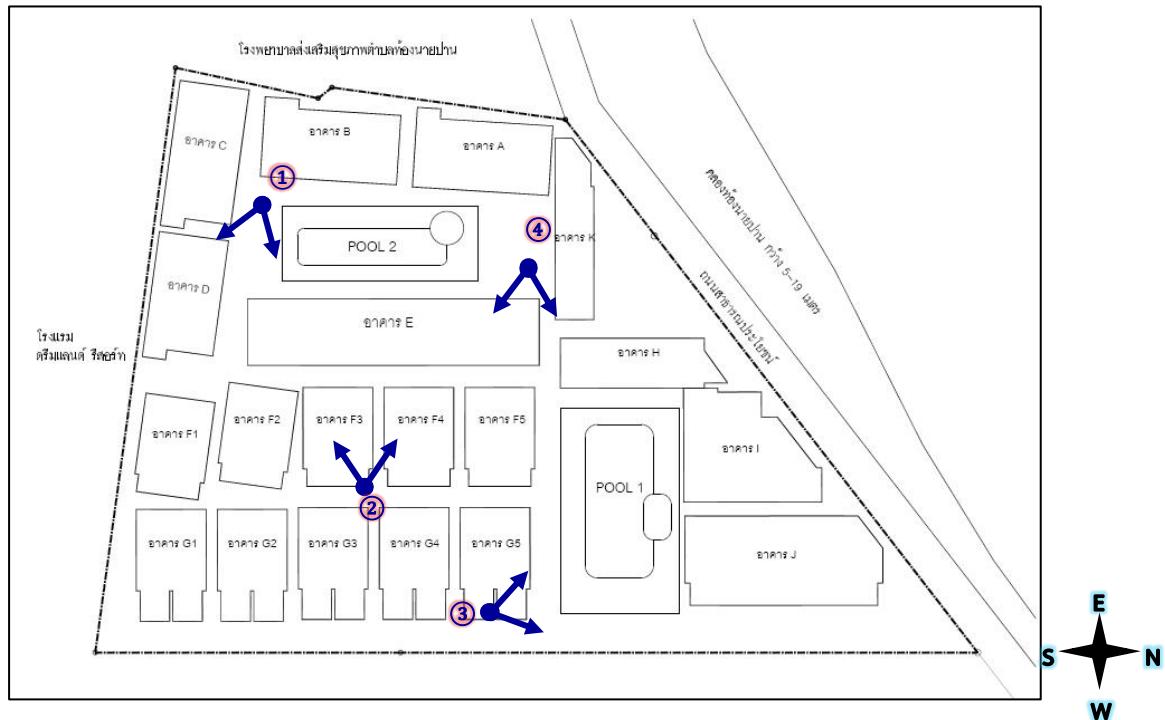 โรงพยาบาลส่งเสริมสุขภาพตำบลท้องนายปาน
อาคาร C
อาคาร B
อาคาร A
①
④
อาคาร K
POOL 2
คลองท้องนายปาน กว้าง 5-19 เมตร
ถนนสาธารณประโยชน์
อาคาร D
อาคาร E
โรงแรม
ดรีมแลนด์ รีสอร์ท
อาคาร H
อาคาร F1
อาคาร F2
อาคาร F3
อาคาร F4
อาคาร F5
อาคาร I
POOL 1
②
อาคาร G1
อาคาร G2
อาคาร G3
อาคาร G4
อาคาร G5
อาคาร J
③
E
S
N
W